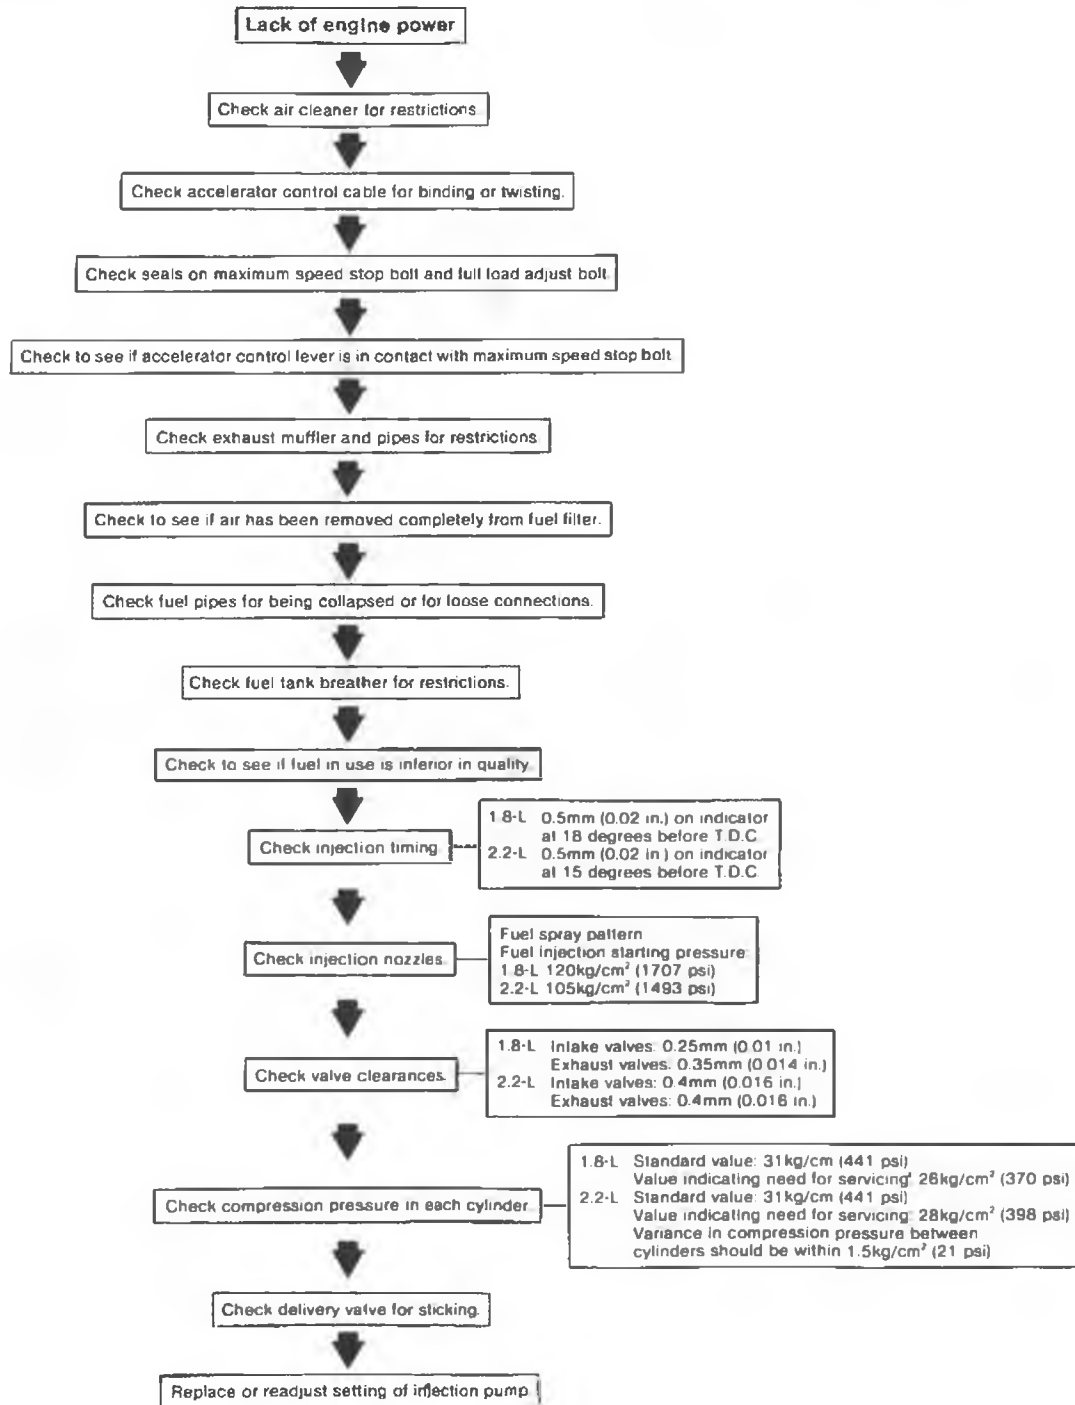 Lack of engine power
Check air cleaner for restrictions
Check accelerator control cable for binding or twisting.
Check seals on maximum speed stop bolt and full load adjust bolt
Check to see if accelerator control lever is in contact with maximum speed stop bolt
Check exhaust muffler and pipes for restrictions
Check to see if air has been removed completely from fuel filter.
Check fuel pipes for being collapsed or for loose connections.
Check fuel tank breather for restrictions.
Check to see if fuel in use is inferior in quality
Check injection timing
1.8-L 0.5mm (0.02 in.) on indicator
at 18 degrees before T.D.C
2.2-L 0.5mm (0.02 in) on indicator
at 15 degrees before T.D.C
Check injection nozzles
Fuel spray pattern
Fuel injection starting pressure
1.8-L 120kg/cm² (1707 psi)
2.2-L 105kg/cm² (1493 psi)
Check valve clearances.
1.8-L Intake valves: 0.25mm (0.01 in.)
Exhaust valves: 0.35mm (0.014 in.)
2.2-L Intake valves: 0.4mm (0.016 in.)
Exhaust valves: 0.4mm (0.016 in.)
Check compression pressure in each cylinder
1.8-L Standard value: 31kg/cm (441 psi)
Value indicating need for servicing: 26kg/cm² (370 psi)
2.2-L Standard value: 31kg/cm (441 psi)
Value indicating need for servicing: 28kg/cm² (398 psi)
Variance in compression pressure between
cylinders should be within 1.5kg/cm² (21 psi)
Check delivery valve for sticking.
Replace or readjust setting of injection pump